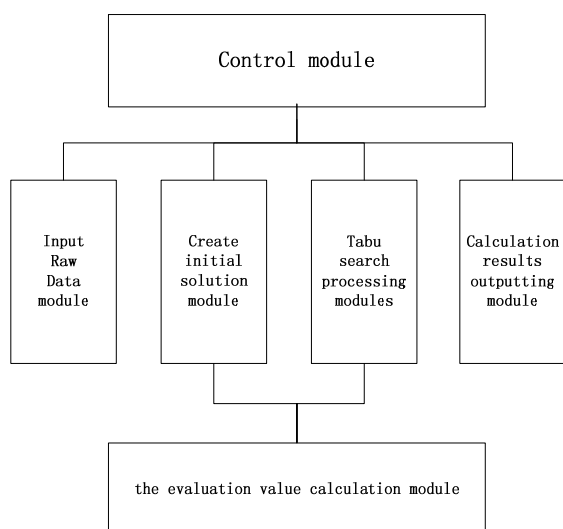 Control module
Input
Raw
Data
module
Create
initial
solution
module
Tabu
search
processing
modules
Calculation
results
outputting
module
the evaluation value calculation module